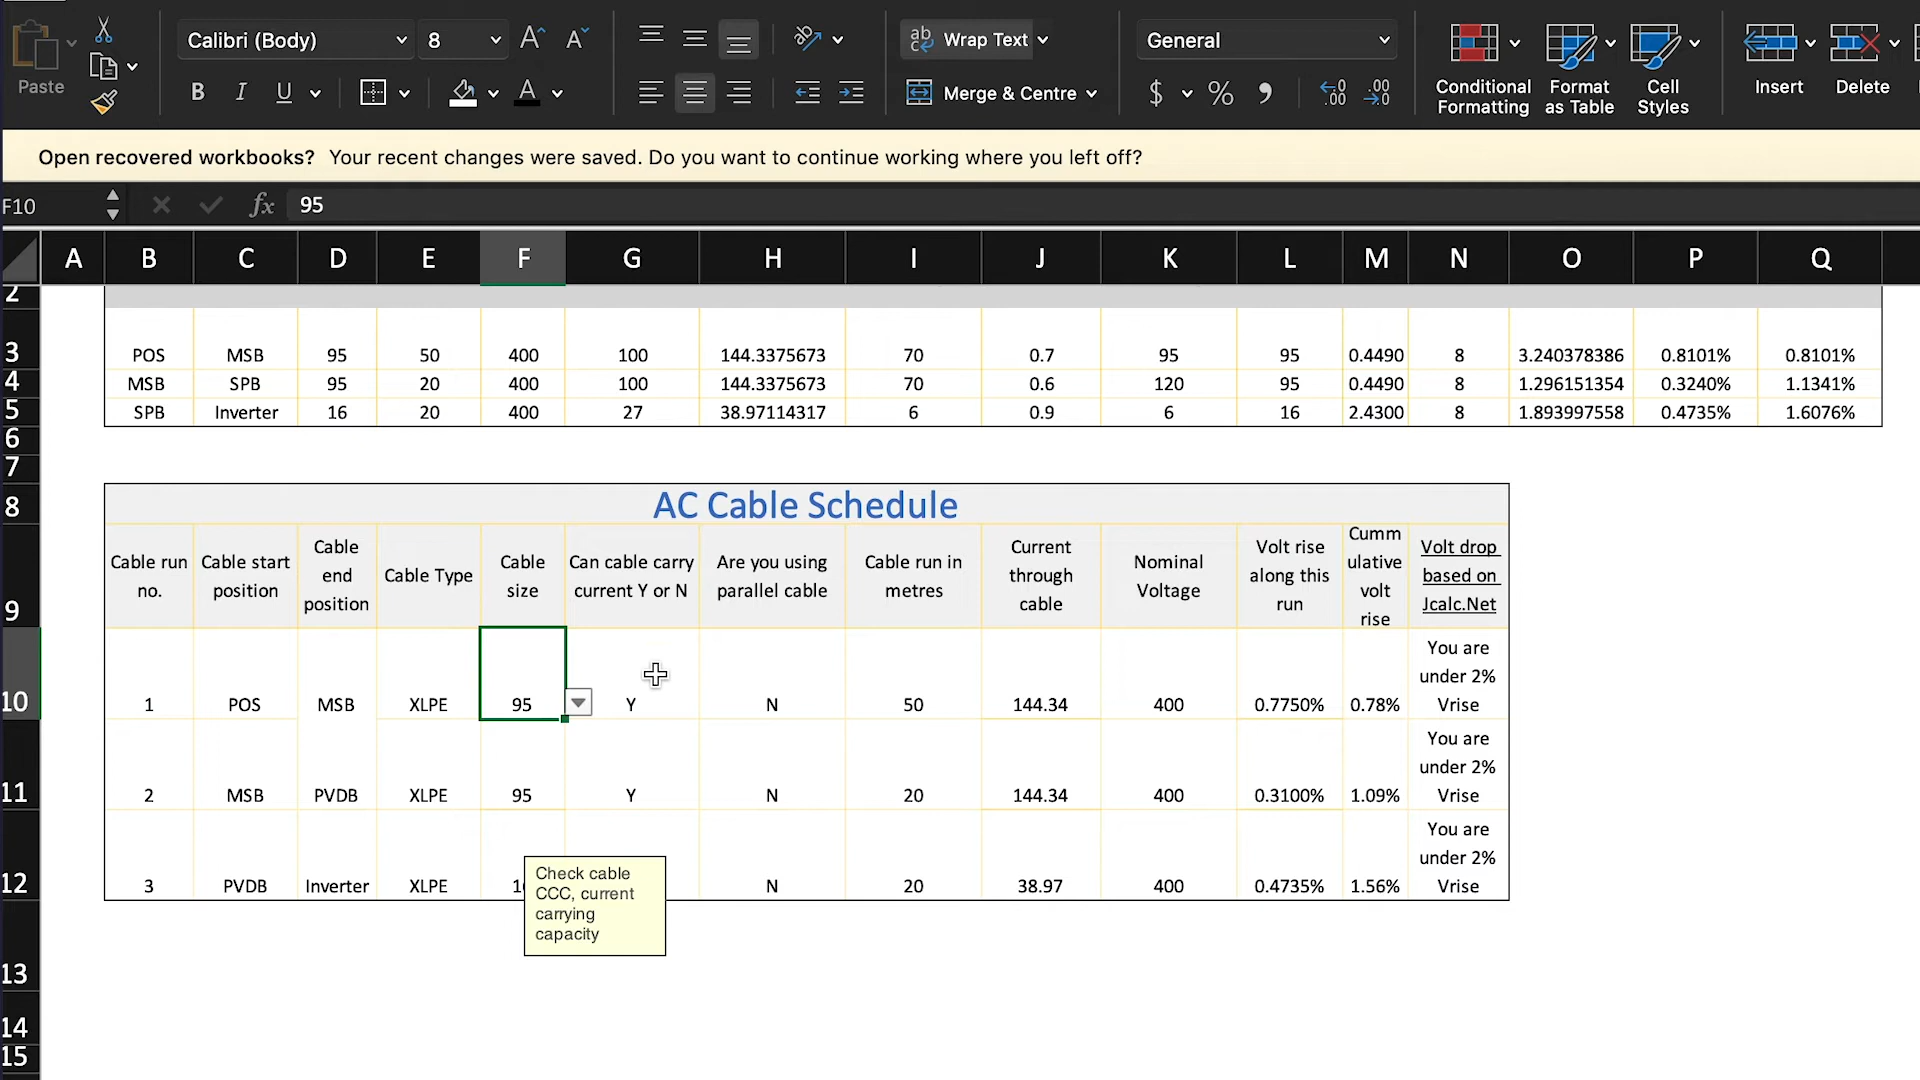 Paste
Calibri (Body)
8
A^
A˅
Wrap Text
General
Conditional Formatting
Format as Table
Cell Styles
Insert
Delete
B I U
A
Merge & Centre
$ % ,
Open recovered workbooks? Your recent changes were saved. Do you want to continue working where you left off?
F10 fx 95
A B C D E F G H I J K L M N O P Q
2
3 POS MSB 95 50 400 100 144.3375673 70 0.7 95 95 0.4490 8 3.240378386 0.8101% 0.8101%
4 MSB SPB 95 20 400 100 144.3375673 70 0.6 120 95 0.4490 8 1.296151354 0.3240% 1.1341%
5 SPB Inverter 16 20 400 27 38.97114317 6 0.9 6 16 2.4300 8 1.893997558 0.4735% 1.6076%
6
7
8 AC Cable Schedule
9 Cable run no. Cable start position Cable end position Cable Type Cable size Can cable carry current Y or N Are you using parallel cable Cable run in metres Current through cable Nominal Voltage Volt rise along this run Cumm ulative volt rise Volt drop based on Jcalc.Net
10 1 POS MSB XLPE 95 Y N 50 144.34 400 0.7750% 0.78% You are under 2% Vrise
11 2 MSB PVDB XLPE 95 Y N 20 144.34 400 0.3100% 1.09% You are under 2% Vrise
12 3 PVDB Inverter XLPE N 20 38.97 400 0.4735% 1.56% You are under 2% Vrise
Check cable
CCC, current
carrying
capacity
13
14
15